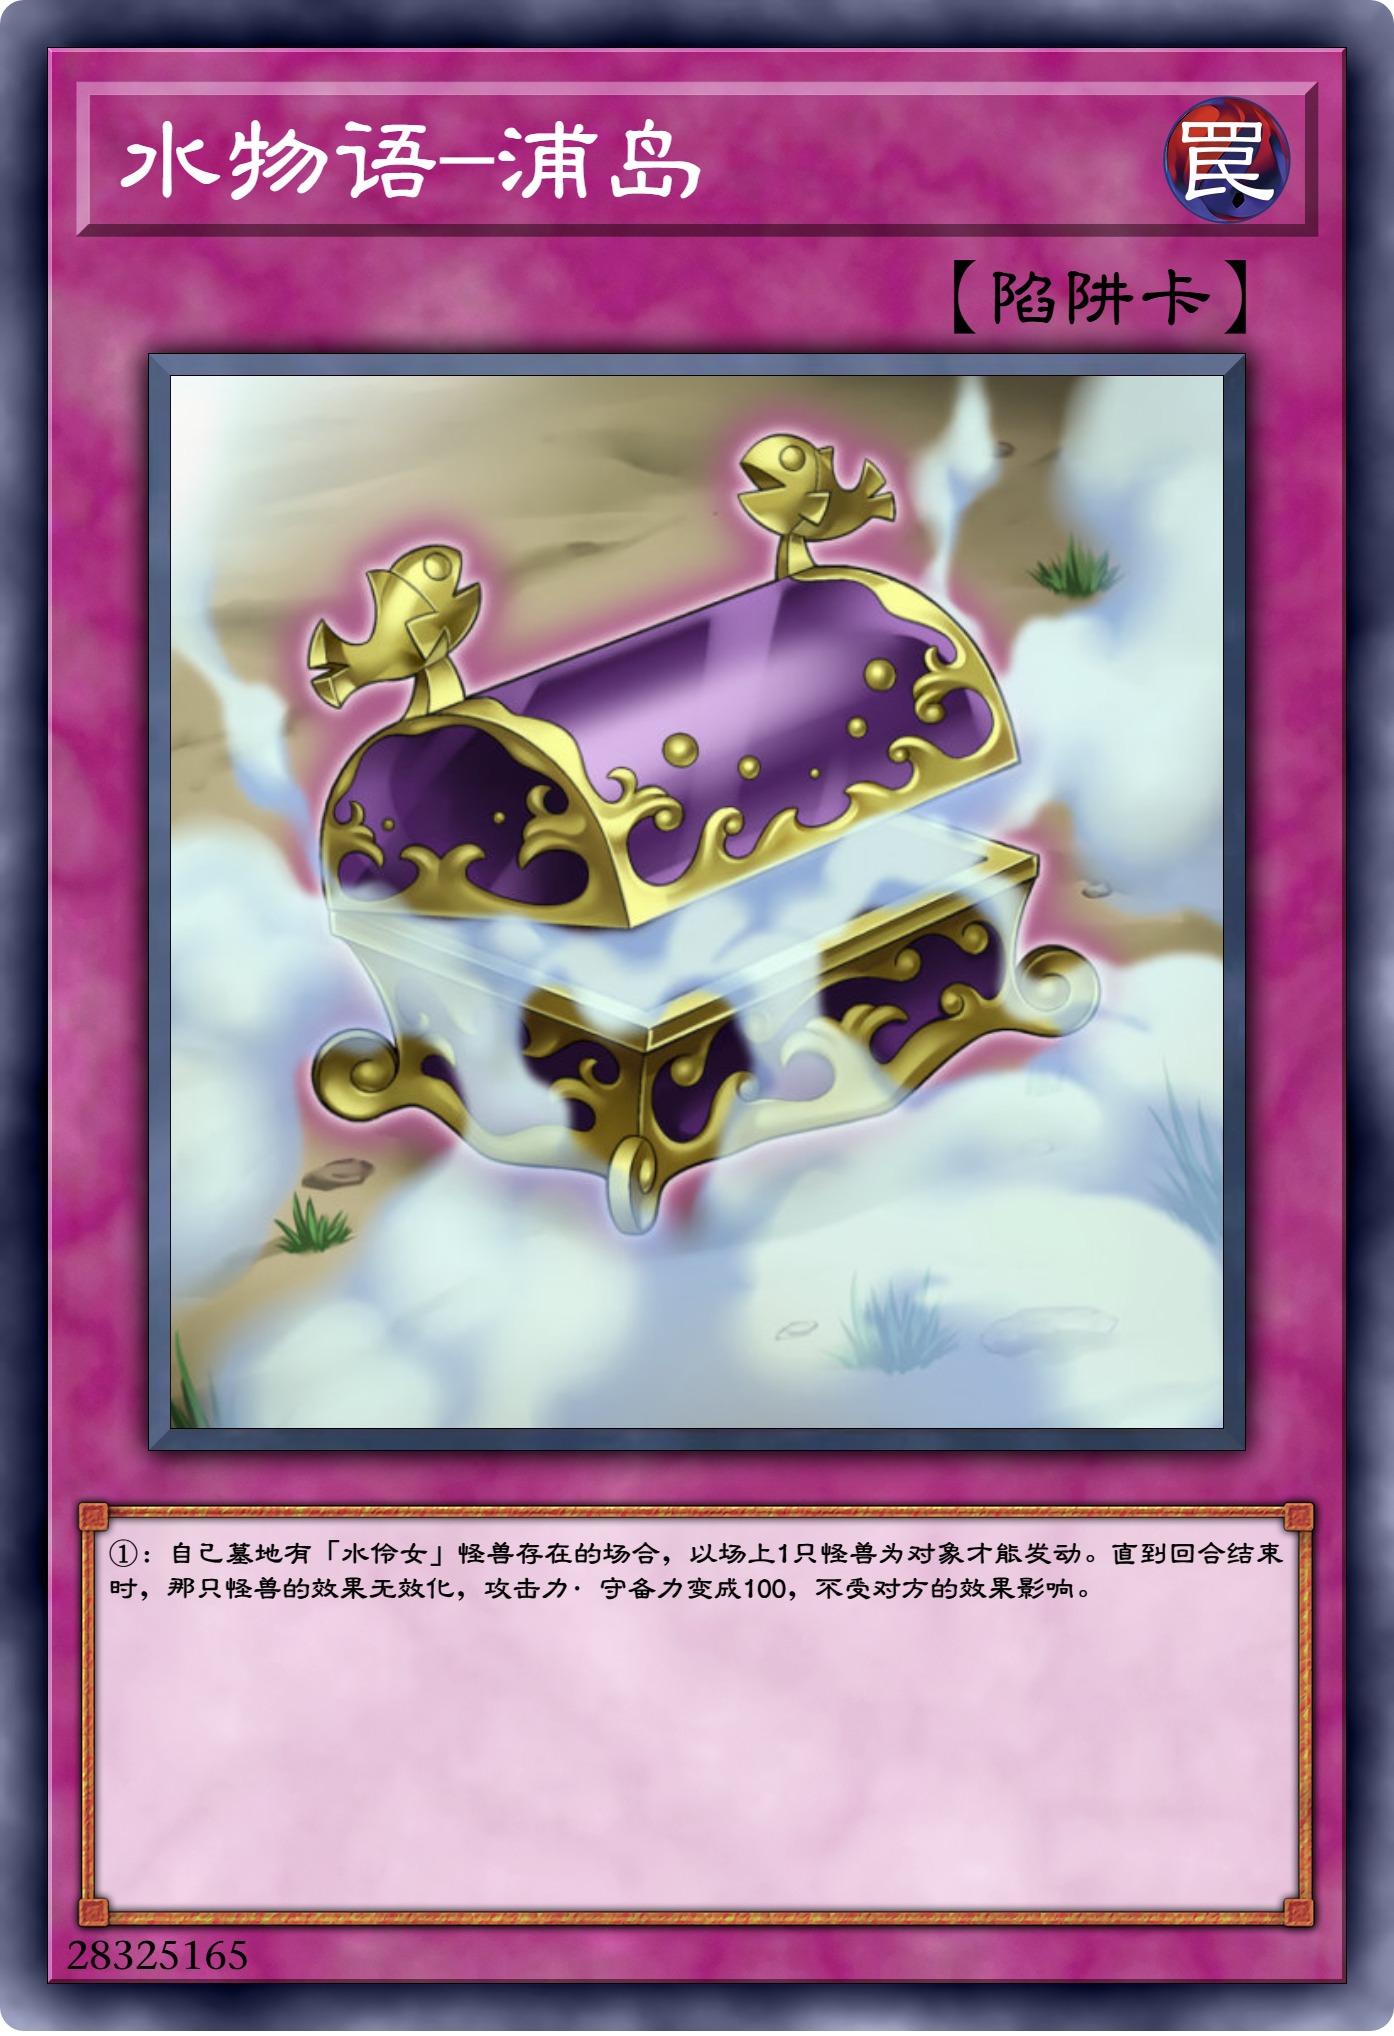 水物语-浦岛
罠
【陷阱卡】
①：自己墓地有「水伶女」怪兽存在的场合，以场上1只怪兽为对象才能发动。直到回合结束
时，那只怪兽的效果无效化，攻击力·守备力变成100，不受对方的效果影响。
28325165